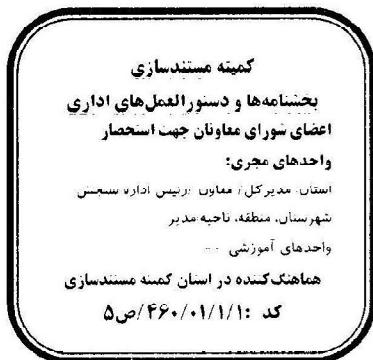 کمیته مستندسازی
بخشنامه‌ها و دستورالعمل‌های اداری
اعضای شورای معاونان جهت استحضار
واحدهای مجری:
استان: مدیرکل / معاون / رئیس اداره سنجش
شهرستان، منطقه، ناحیه: مدیر
واحدهای آموزشی ---
هماهنگ‌کننده در استان کمیته مستندسازی
کد :۴۶۰/۰۱/۱/۱/ص۵